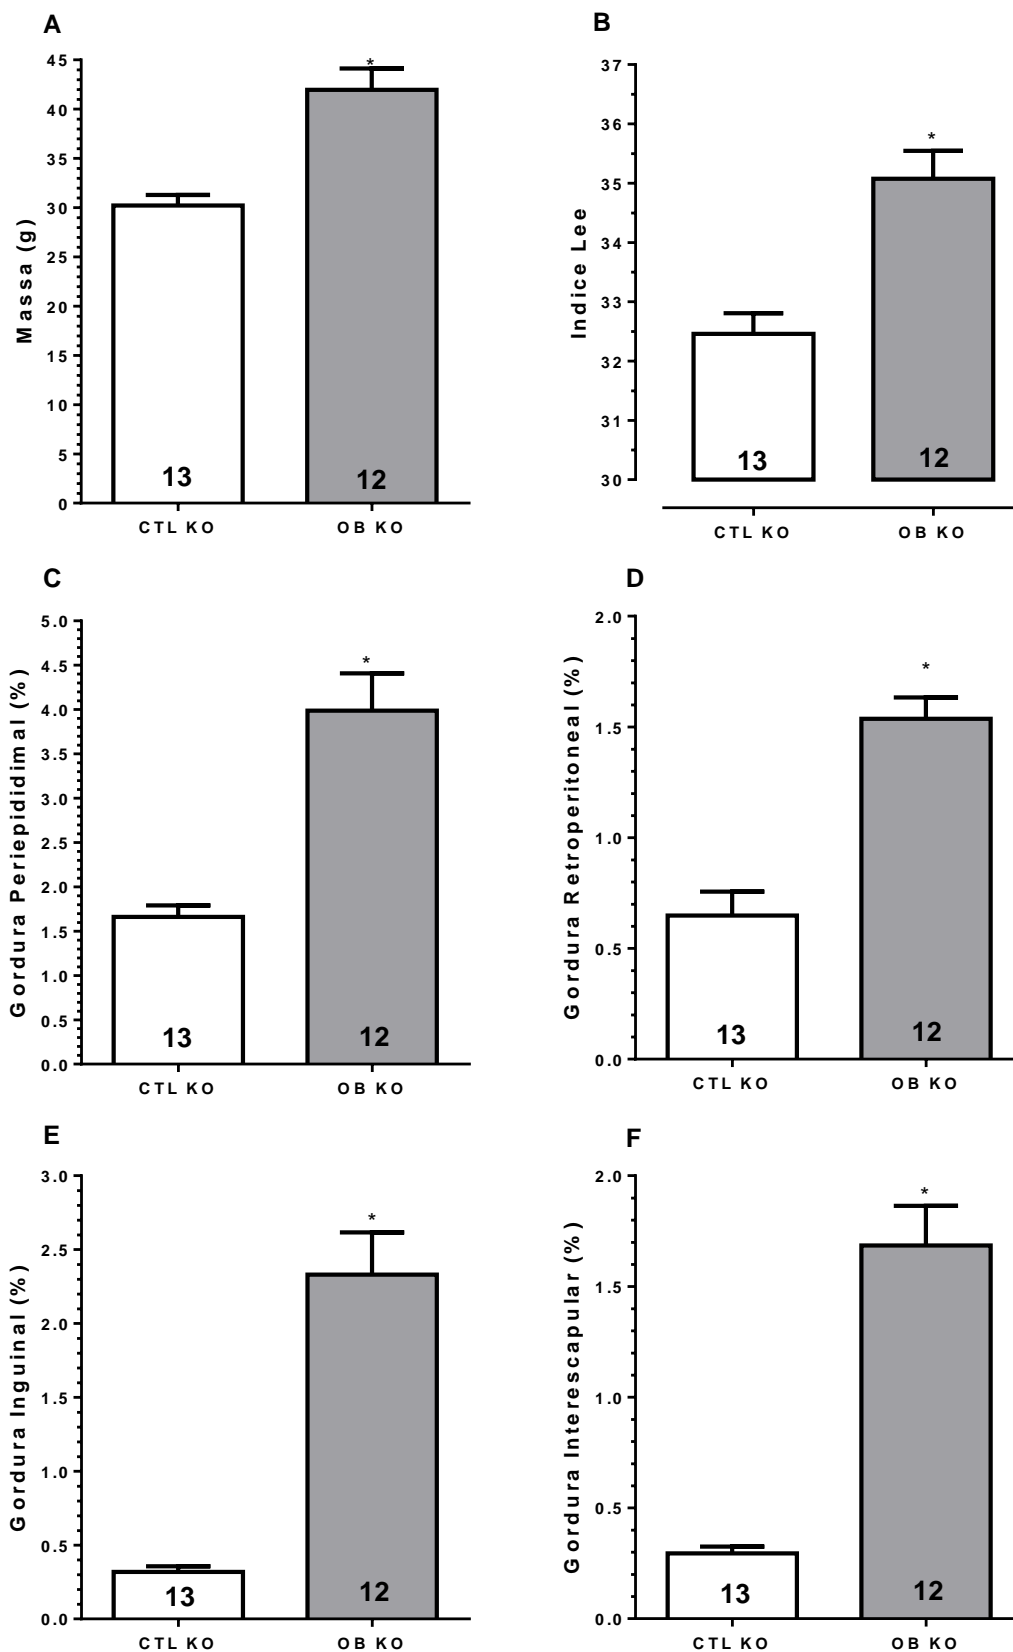 A
Massa (g)
45
40
35
30
25
20
15
10
5
0
*
13
12
CTL KO
OB KO
B
Indice Lee
37
36
35
34
33
32
31
30
*
13
12
CTL KO
OB KO
C
Gordura Periepididimal (%)
5.0
4.5
4.0
3.5
3.0
2.5
2.0
1.5
1.0
0.5
0.0
*
13
12
CTL KO
OB KO
D
Gordura Retroperitoneal (%)
2.0
1.5
1.0
0.5
0.0
*
13
12
CTL KO
OB KO
E
Gordura Inguinal (%)
3.0
2.5
2.0
1.5
1.0
0.5
0.0
*
13
12
CTL KO
OB KO
F
Gordura Interescapular (%)
2.0
1.5
1.0
0.5
0.0
*
13
12
CTL KO
OB KO